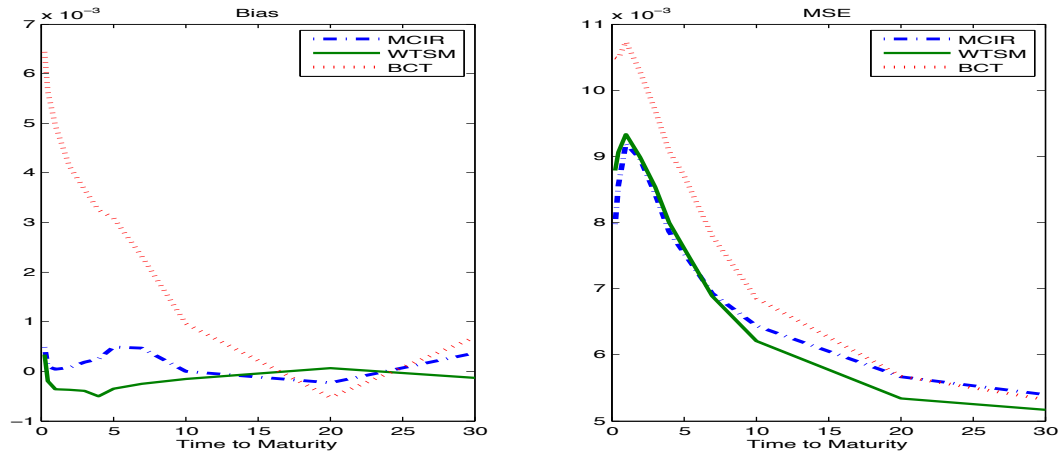 Bias
x 10⁻³
7
6
5
4
3
2
1
0
−1
0 5 10 15 20 25 30
Time to Maturity
MCIR
WTSM
BCT
MSE
x 10⁻³
11
10
9
8
7
6
5
0 5 10 15 20 25 30
Time to Maturity
MCIR
WTSM
BCT